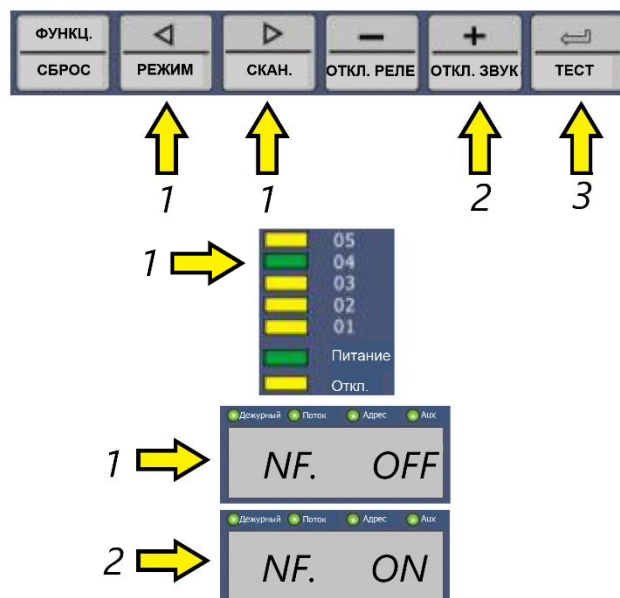 ФУНКЦ.
СБРОС РЕЖИМ СКАН. ОТКЛ. РЕЛЕ ОТКЛ. ЗВУК ТЕСТ
1 1 2 3
05
1 04
03
02
01
Питание
Откл.
Дежурный Поток Адрес Aux
1 NF. OFF
Дежурный Поток Адрес Aux
2 NF. ON